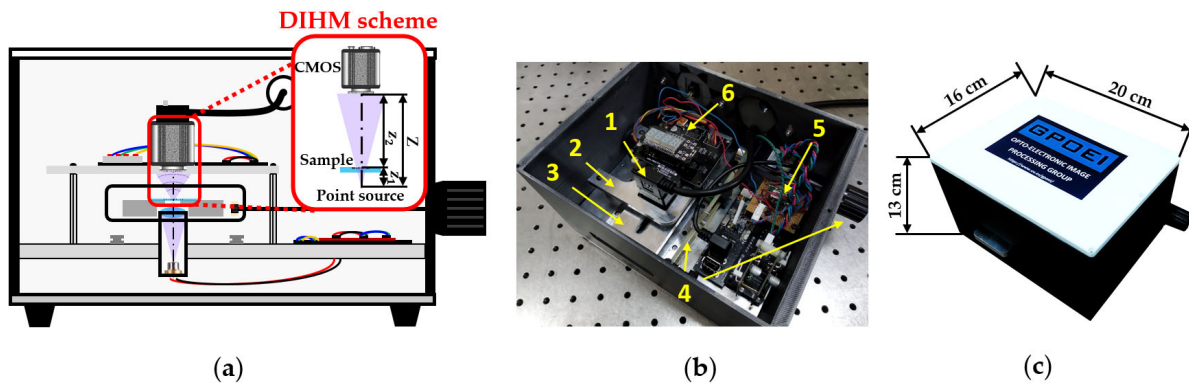 DIHM scheme
CMOS
Z
z₂
Sample
z₁
Point source
(a)
1
2
3
4
5
6
(b)
16 cm
20 cm
13 cm
GPOEI
OPTO-ELECTRONIC IMAGE
PROCESSING GROUP
(c)